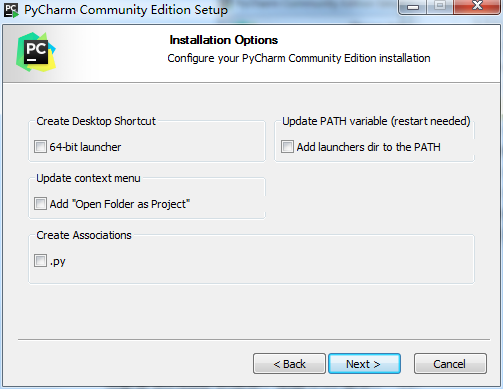 PyCharm Community Edition Setup
PC
Installation Options
Configure your PyCharm Community Edition installation
Create Desktop Shortcut
64-bit launcher
Update PATH variable (restart needed)
Add launchers dir to the PATH
Update context menu
Add "Open Folder as Project"
Create Associations
.py
< Back
Next >
Cancel